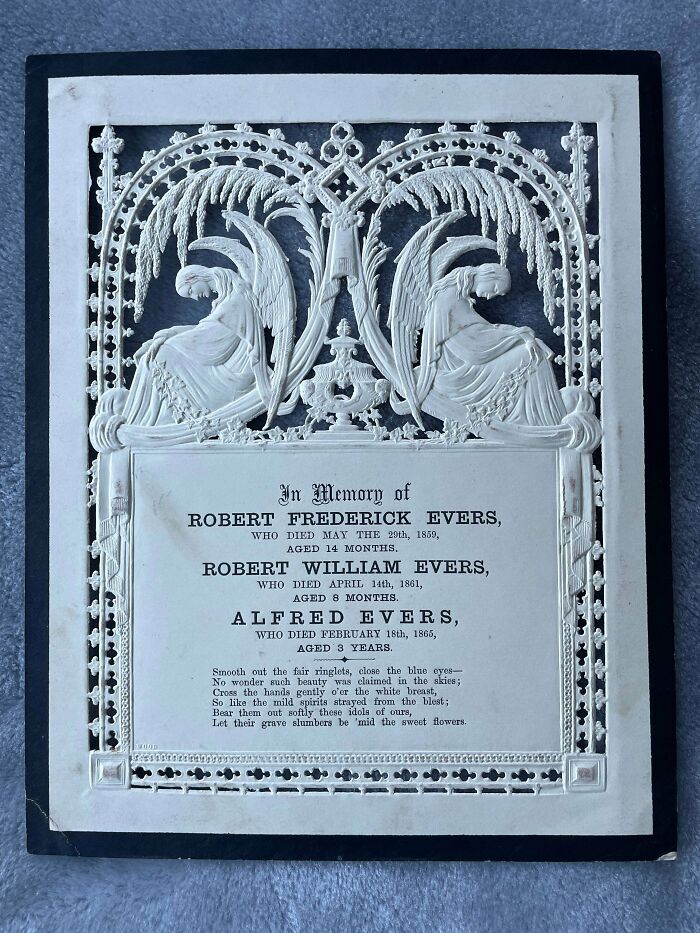 In Memory of
ROBERT FREDERICK EVERS,
WHO DIED MAY THE 29th, 1859,
AGED 14 MONTHS.
ROBERT WILLIAM EVERS,
WHO DIED APRIL 14th, 1861,
AGED 8 MONTHS.
ALFRED EVERS,
WHO DIED FEBRUARY 18th, 1865,
AGED 3 YEARS.
Smooth out the fair ringlets, close the blue eyes—
No wonder such beauty was claimed in the skies;
Cross the hands gently o'er the white breast,
So like the mild spirits strayed from the blest;
Bear them out softly these idols of ours,
Let their grave slumbers be 'mid the sweet flowers.
WOOD